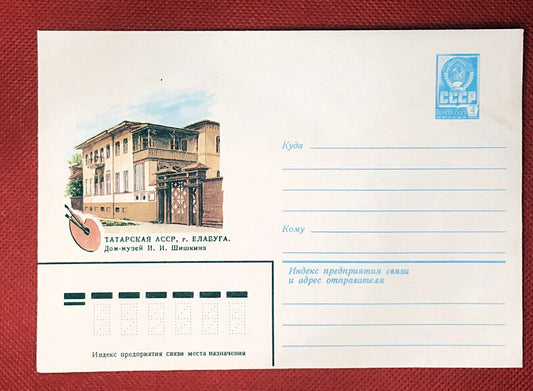 СССР
ПОЧТА СССР 4
Куда
ТАТАРСКАЯ АССР, г. ЕЛАБУГА.
Дом-музей И. И. Шишкина
Кому
Индекс предприятия связи
и адрес отправителя
Индекс предприятия связи места назначения